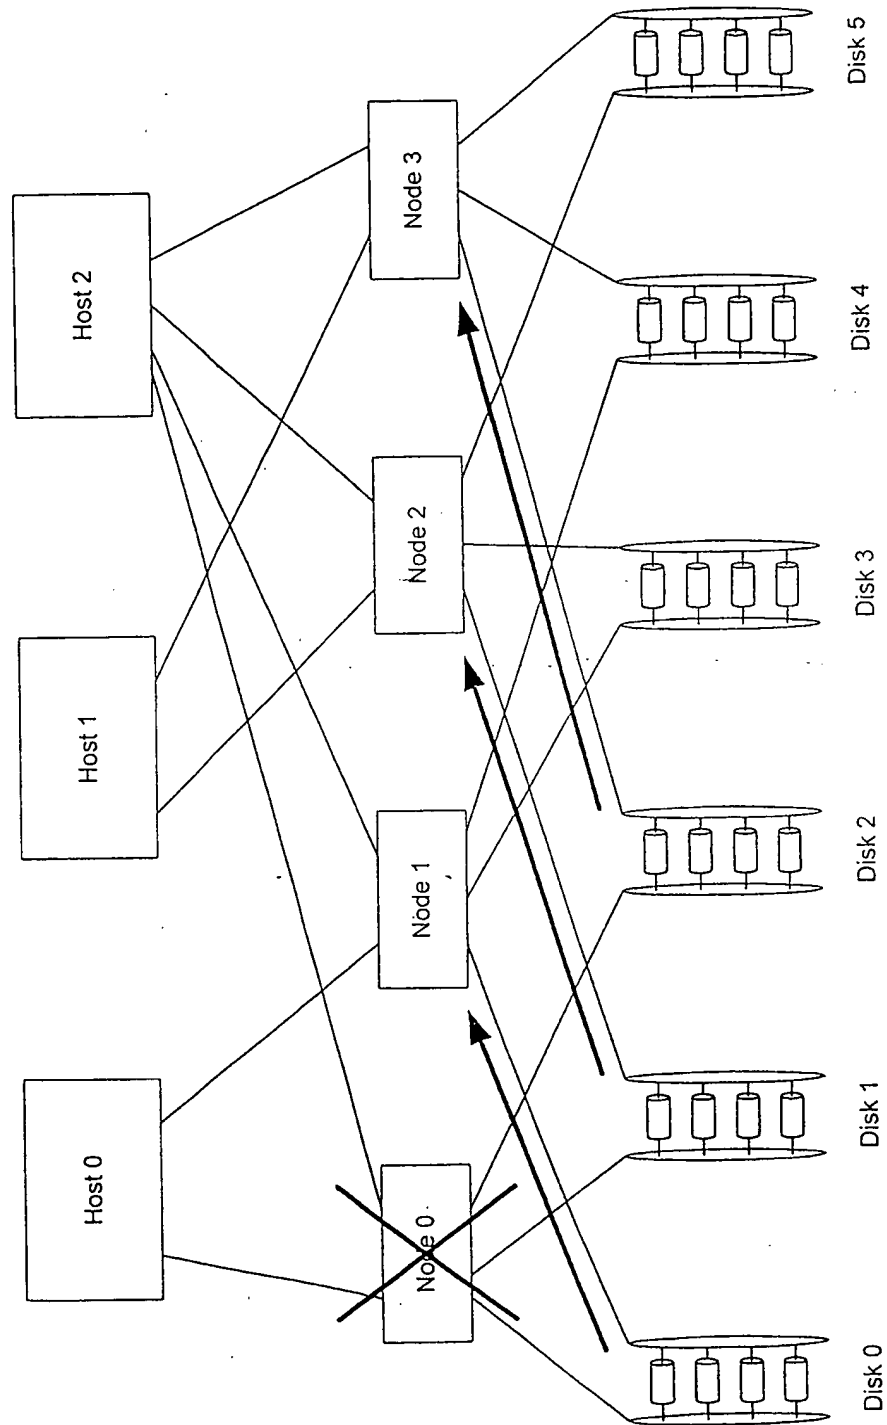 Host 0
Host 1
Host 2
Node 0
Node 1
Node 2
Node 3
Disk 0
Disk 1
Disk 2
Disk 3
Disk 4
Disk 5